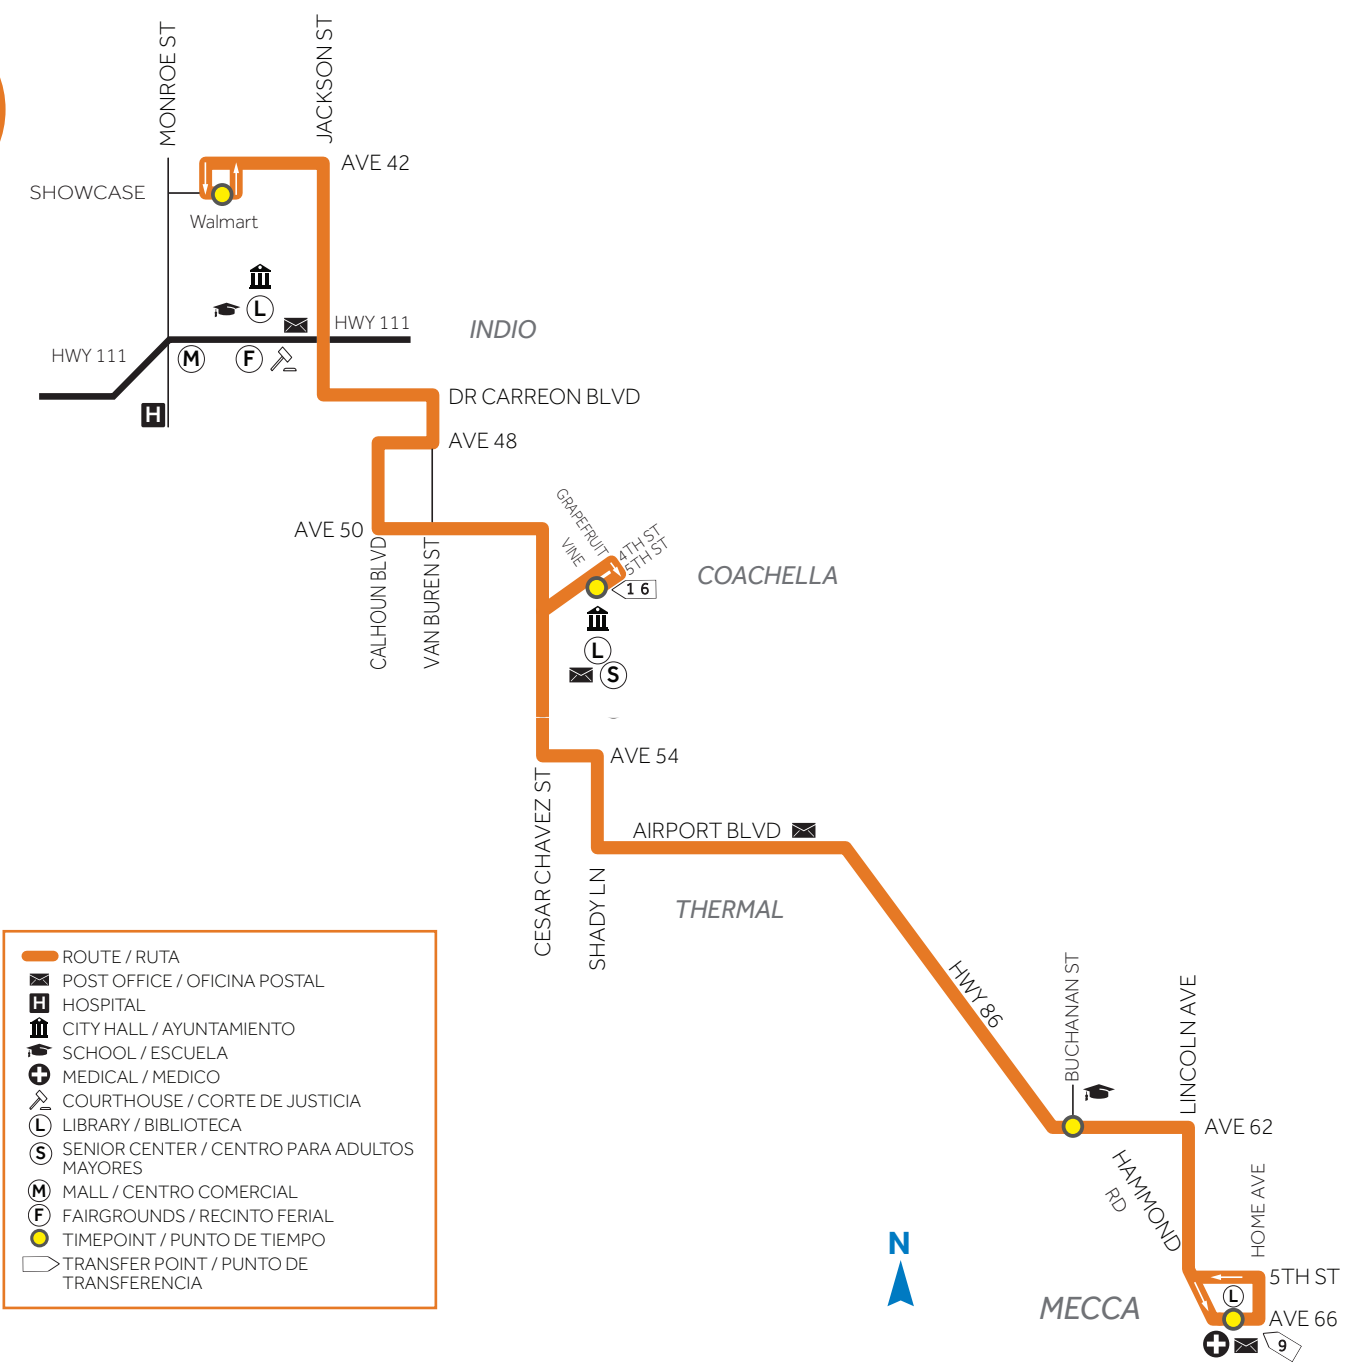 MONROE ST
JACKSON ST
AVE 42
SHOWCASE
Walmart
L
HWY 111
INDIO
HWY 111
M
F
H
DR CARREON BLVD
AVE 48
AVE 50
CALHOUN BLVD
VAN BUREN ST
GRAPEFRUIT
VINE
4TH ST
5TH ST
1 6
COACHELLA
L
S
AVE 54
CESAR CHAVEZ ST
SHADY LN
AIRPORT BLVD
THERMAL
HWY 86
BUCHANAN ST
LINCOLN AVE
AVE 62
HAMMOND
RD
HOME AVE
5TH ST
L
AVE 66
9
MECCA
N
ROUTE / RUTA
POST OFFICE / OFICINA POSTAL
H HOSPITAL
CITY HALL / AYUNTAMIENTO
SCHOOL / ESCUELA
MEDICAL / MEDICO
COURTHOUSE / CORTE DE JUSTICIA
L LIBRARY / BIBLIOTECA
S SENIOR CENTER / CENTRO PARA ADULTOS
MAYORES
M MALL / CENTRO COMERCIAL
F FAIRGROUNDS / RECINTO FERIAL
TIMEPOINT / PUNTO DE TIEMPO
TRANSFER POINT / PUNTO DE
TRANSFERENCIA